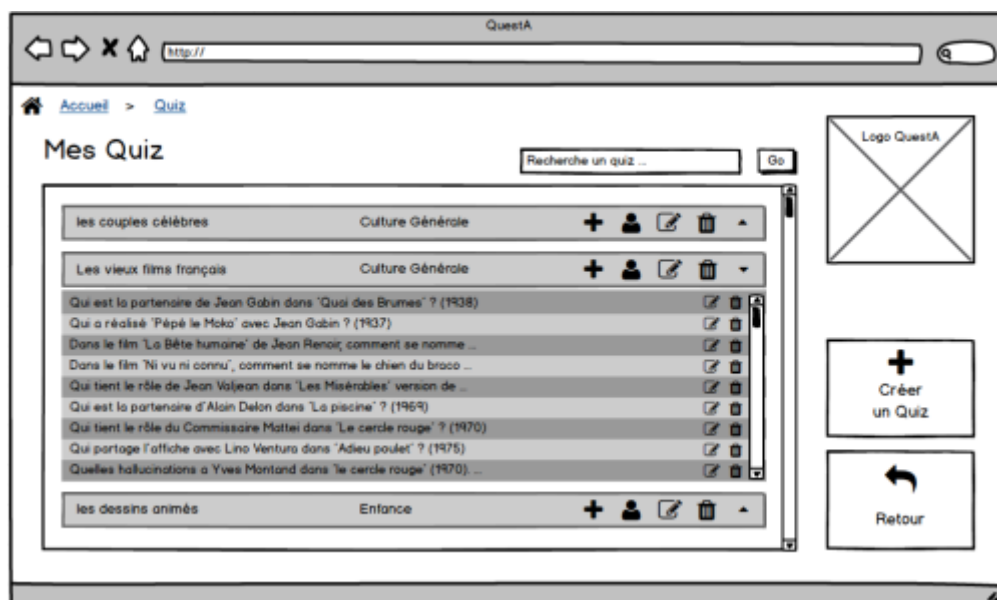 QuestA
http://
Accueil > Quiz
Mes Quiz
Recherche un quiz ...
Go
Logo QuestA
les couples célèbres Culture Générale
Les vieux films français Culture Générale
Qui est la partenaire de Jean Gabin dans "Quai des Brumes" ? (1938)
Qui a réalisé "Pépé le Moko" avec Jean Gabin ? (1937)
Dans le film "La Bête humaine" de Jean Renoir, comment se nomme ...
Dans le film "Ni vu ni connu", comment se nomme le chien du braco ...
Qui tient le rôle de Jean Valjean dans "Les Misérables" version de ...
Qui est la partenaire d'Alain Delon dans "La piscine" ? (1969)
Qui tient le rôle du Commissaire Mattei dans "Le cercle rouge" ? (1970)
Qui partage l'affiche avec Lino Ventura dans "Adieu poulet" ? (1975)
Quelles hallucinations a Yves Montand dans "le cercle rouge" (1970). ...
les dessins animés Enfance
Créer
un Quiz
Retour